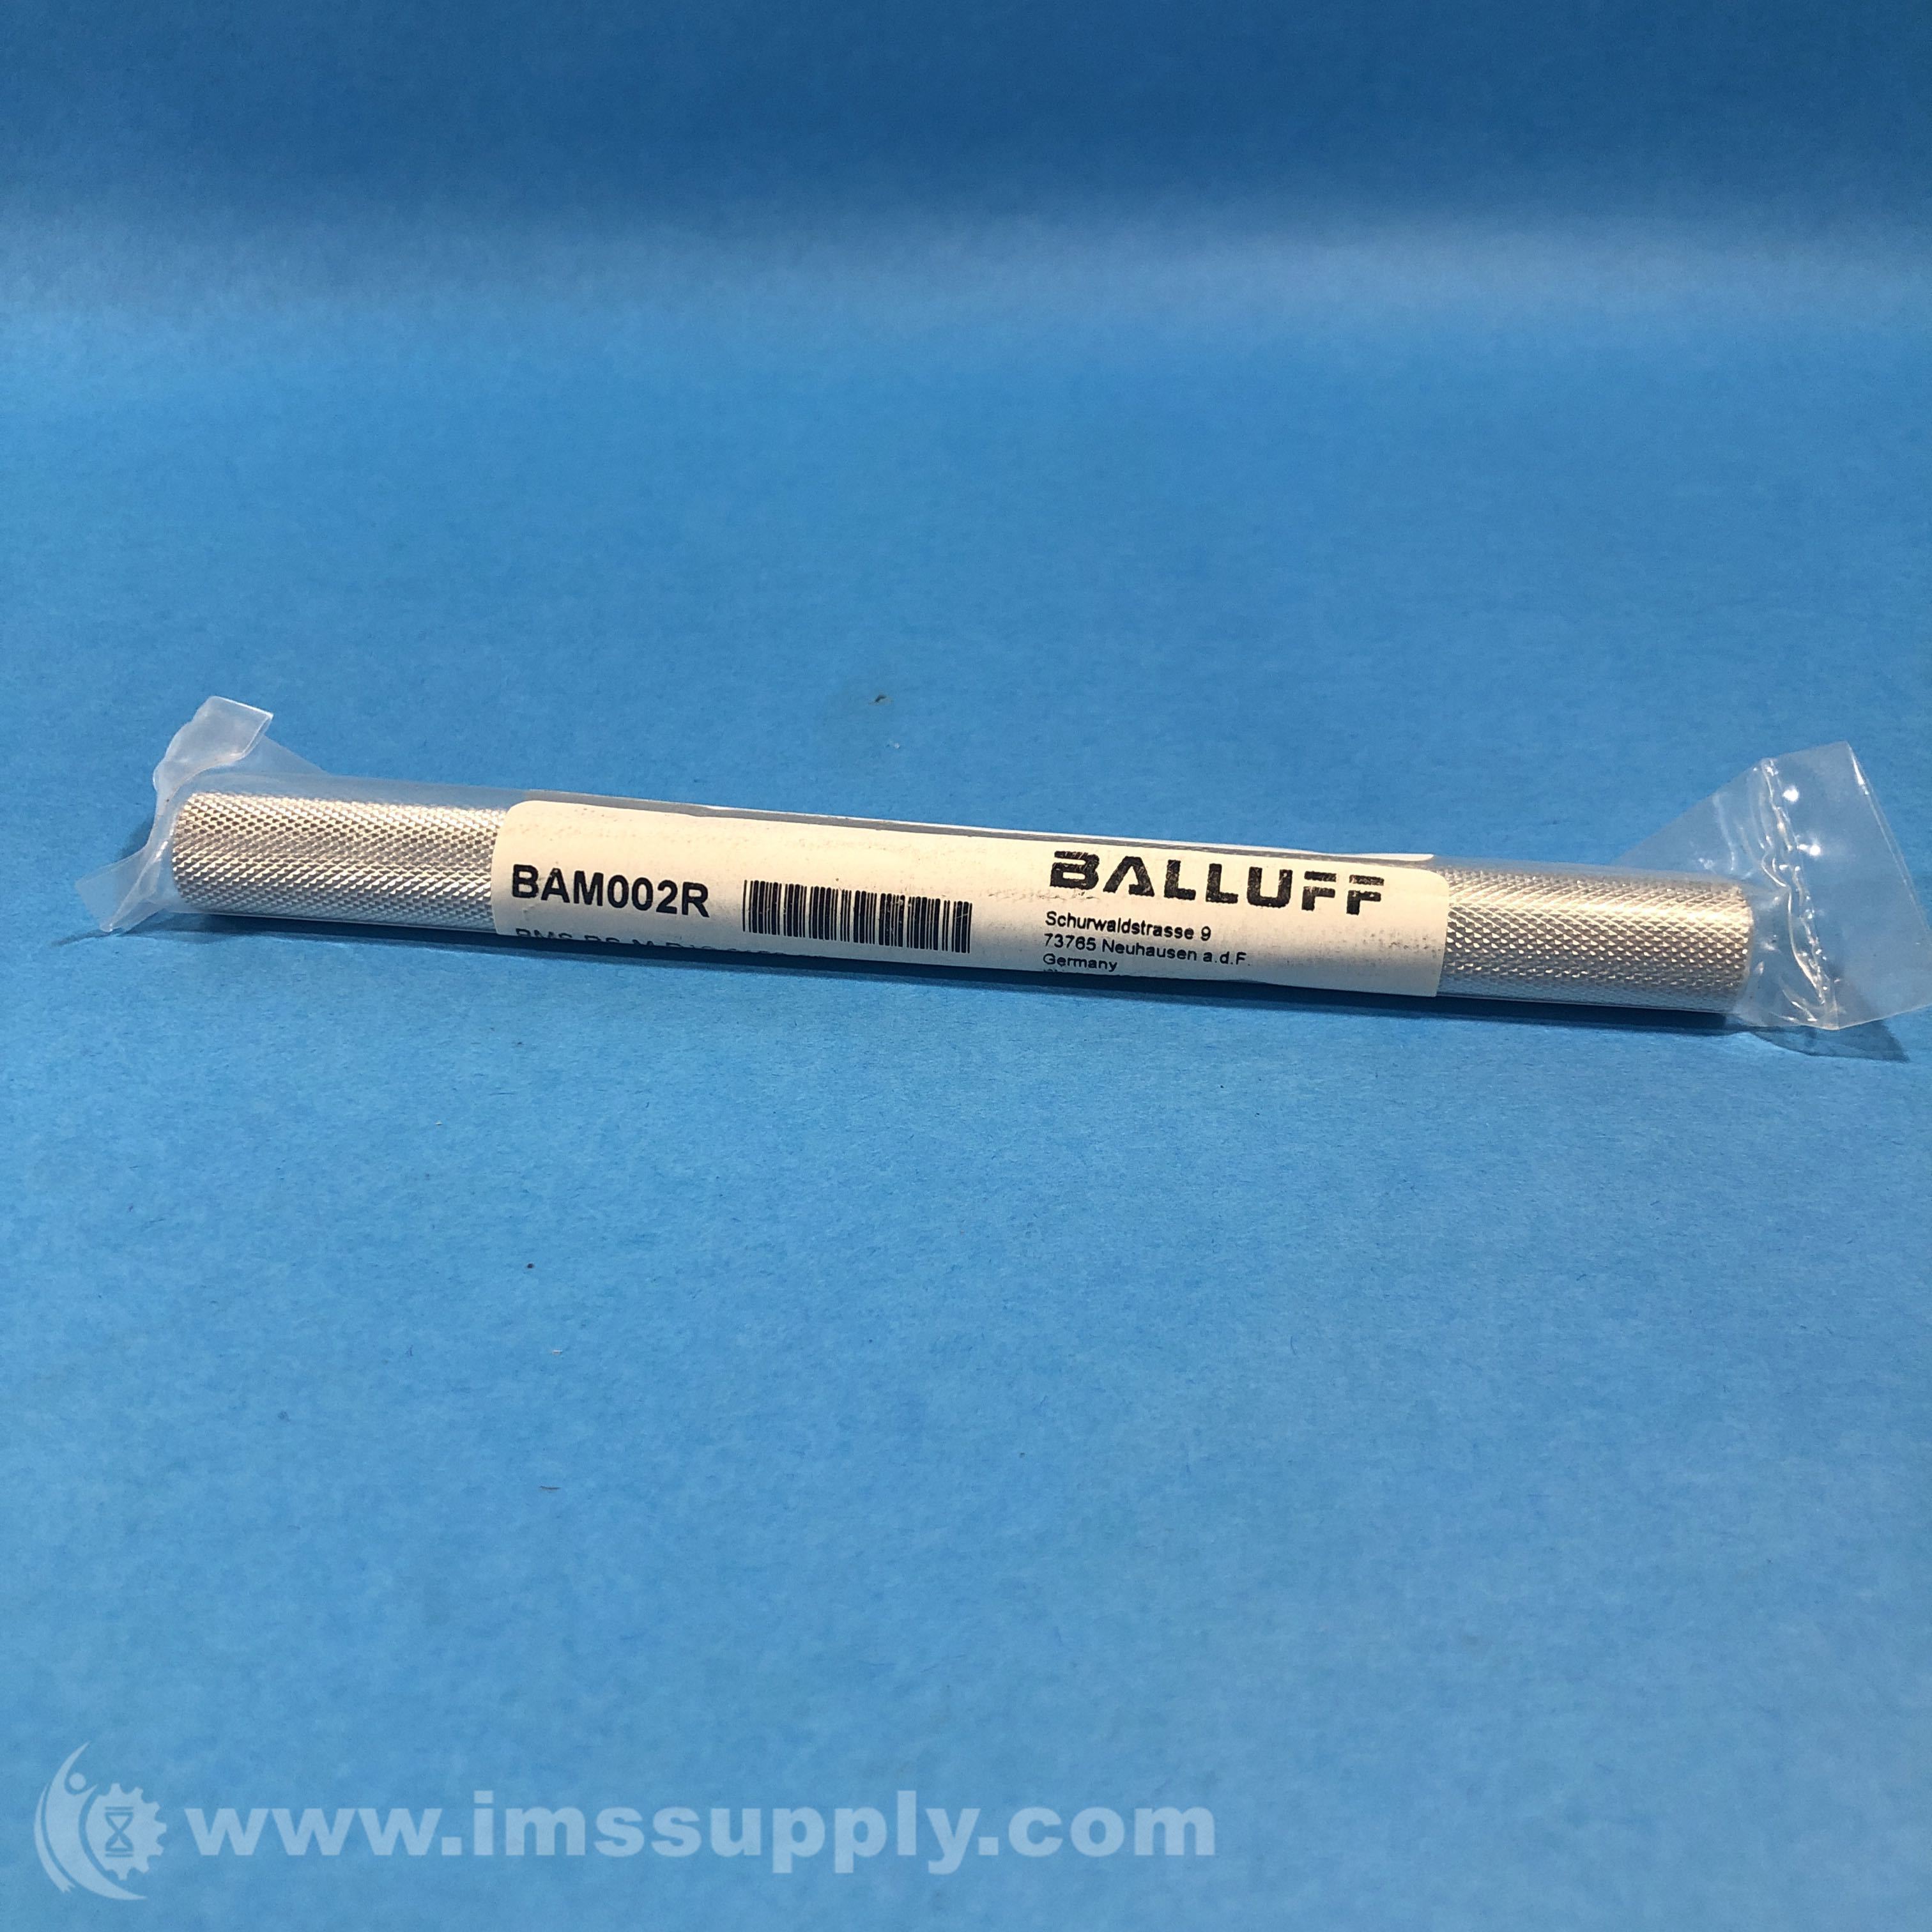 BAM002R
BALLUFF
Schurwaldstrasse 9
73765 Neuhausen a.d.F.
Germany
www.imssupply.com